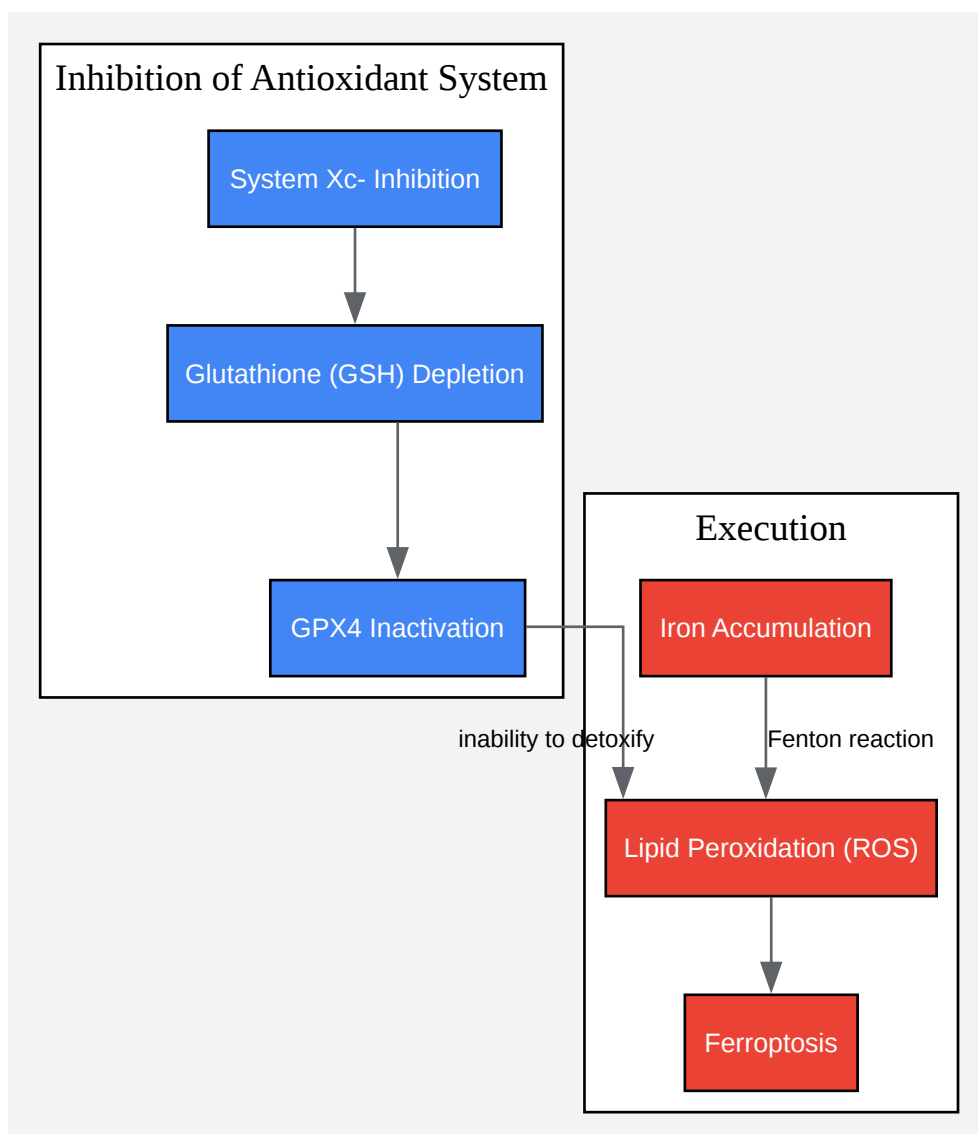 Inhibition of Antioxidant System
System Xc- Inhibition
Glutathione (GSH) Depletion
GPX4 Inactivation
Execution
Iron Accumulation
inability to detoxify
Fenton reaction
Lipid Peroxidation (ROS)
Ferroptosis